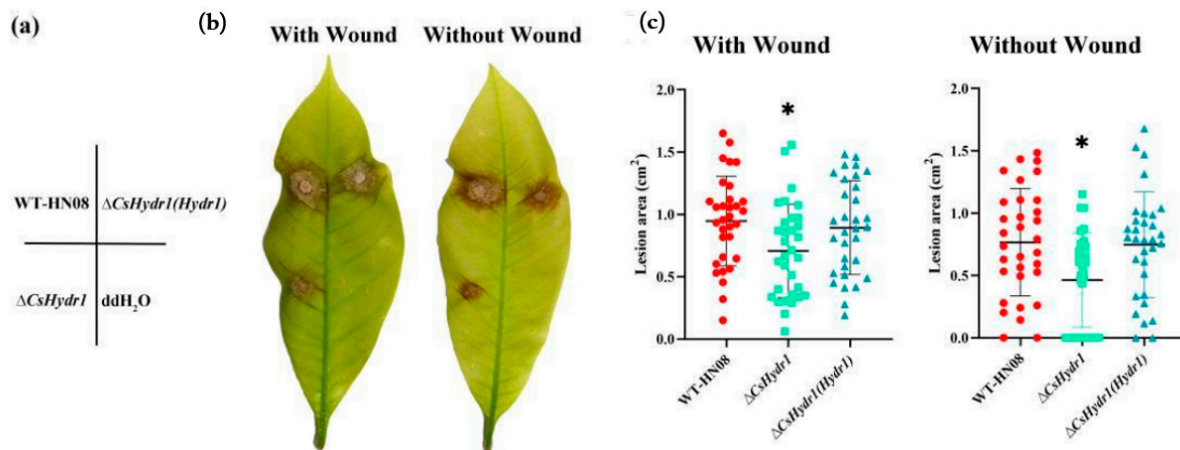 (a)
WT-HN08 ΔCsHydr1(Hydr1)
ΔCsHydr1 ddH₂O
(b)
With Wound Without Wound
(c)
With Wound
Lesion area (cm²)
2.0
1.5
1.0
0.5
0.0
*
WT-HN08
ΔCsHydr1
ΔCsHydr1(Hydr1)
Without Wound
Lesion area (cm²)
2.0
1.5
1.0
0.5
0.0
*
WT-HN08
ΔCsHydr1
ΔCsHydr1(Hydr1)